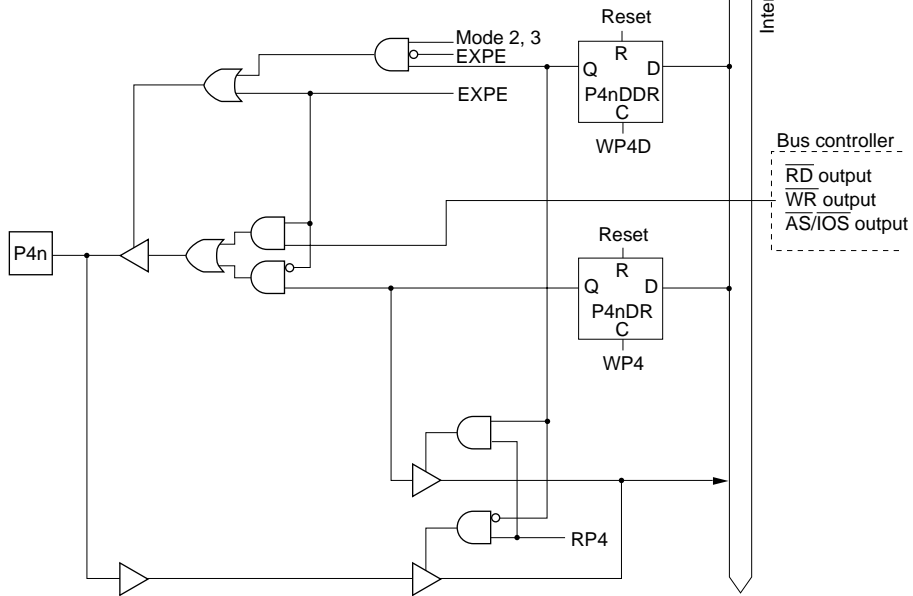 Reset
Mode 2, 3
EXPE
R
Q D
P4nDDR
C
EXPE
WP4D
Bus controller
RD output
WR output
AS/IOS output
Reset
P4n
R
Q D
P4nDR
C
WP4
RP4